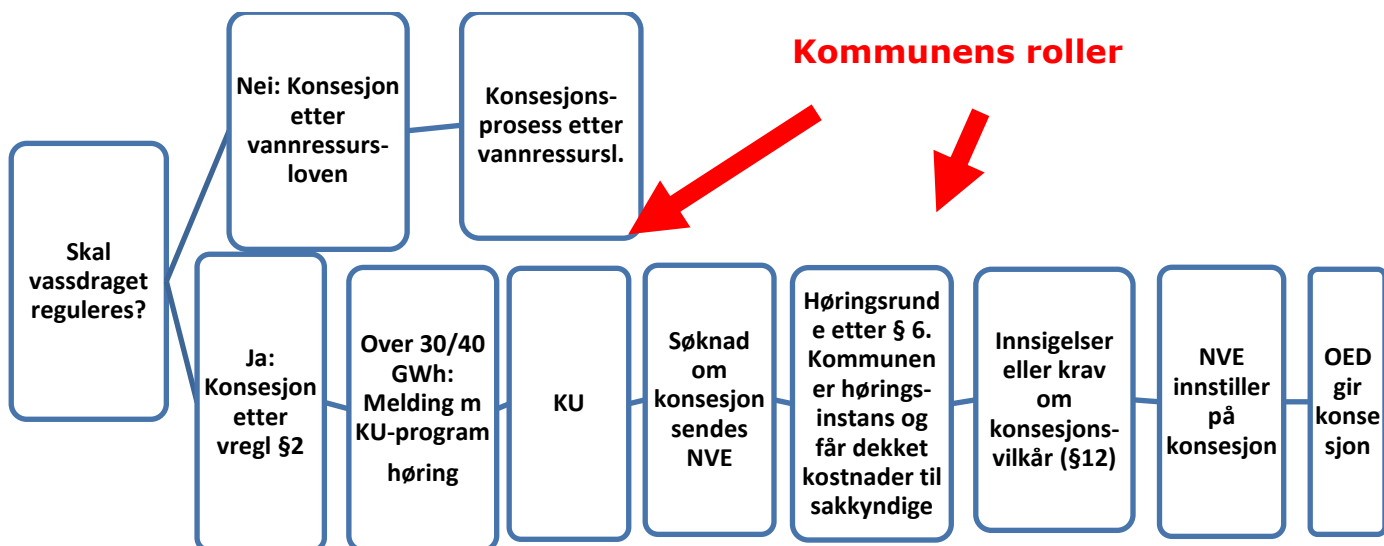 Kommunens roller
Nei: Konsesjon
etter
vannressurs-
loven
Konsesjons-
prosess etter
vannressursl.
Skal
vassdraget
reguleres?
Ja:
Konsesjon
etter
vregl §2
Over 30/40
GWh:
Melding m
KU-program
høring
KU
Søknad
om
konsesjon
sendes
NVE
Høringsrund
e etter § 6.
Kommunen
er hørings-
instans og
får dekket
kostnader til
sakkyndige
Innsigelser
eller krav
om
konsesjons-
vilkår (§12)
NVE
innstiller
på
konsesjon
OED
gir
konse
sjon